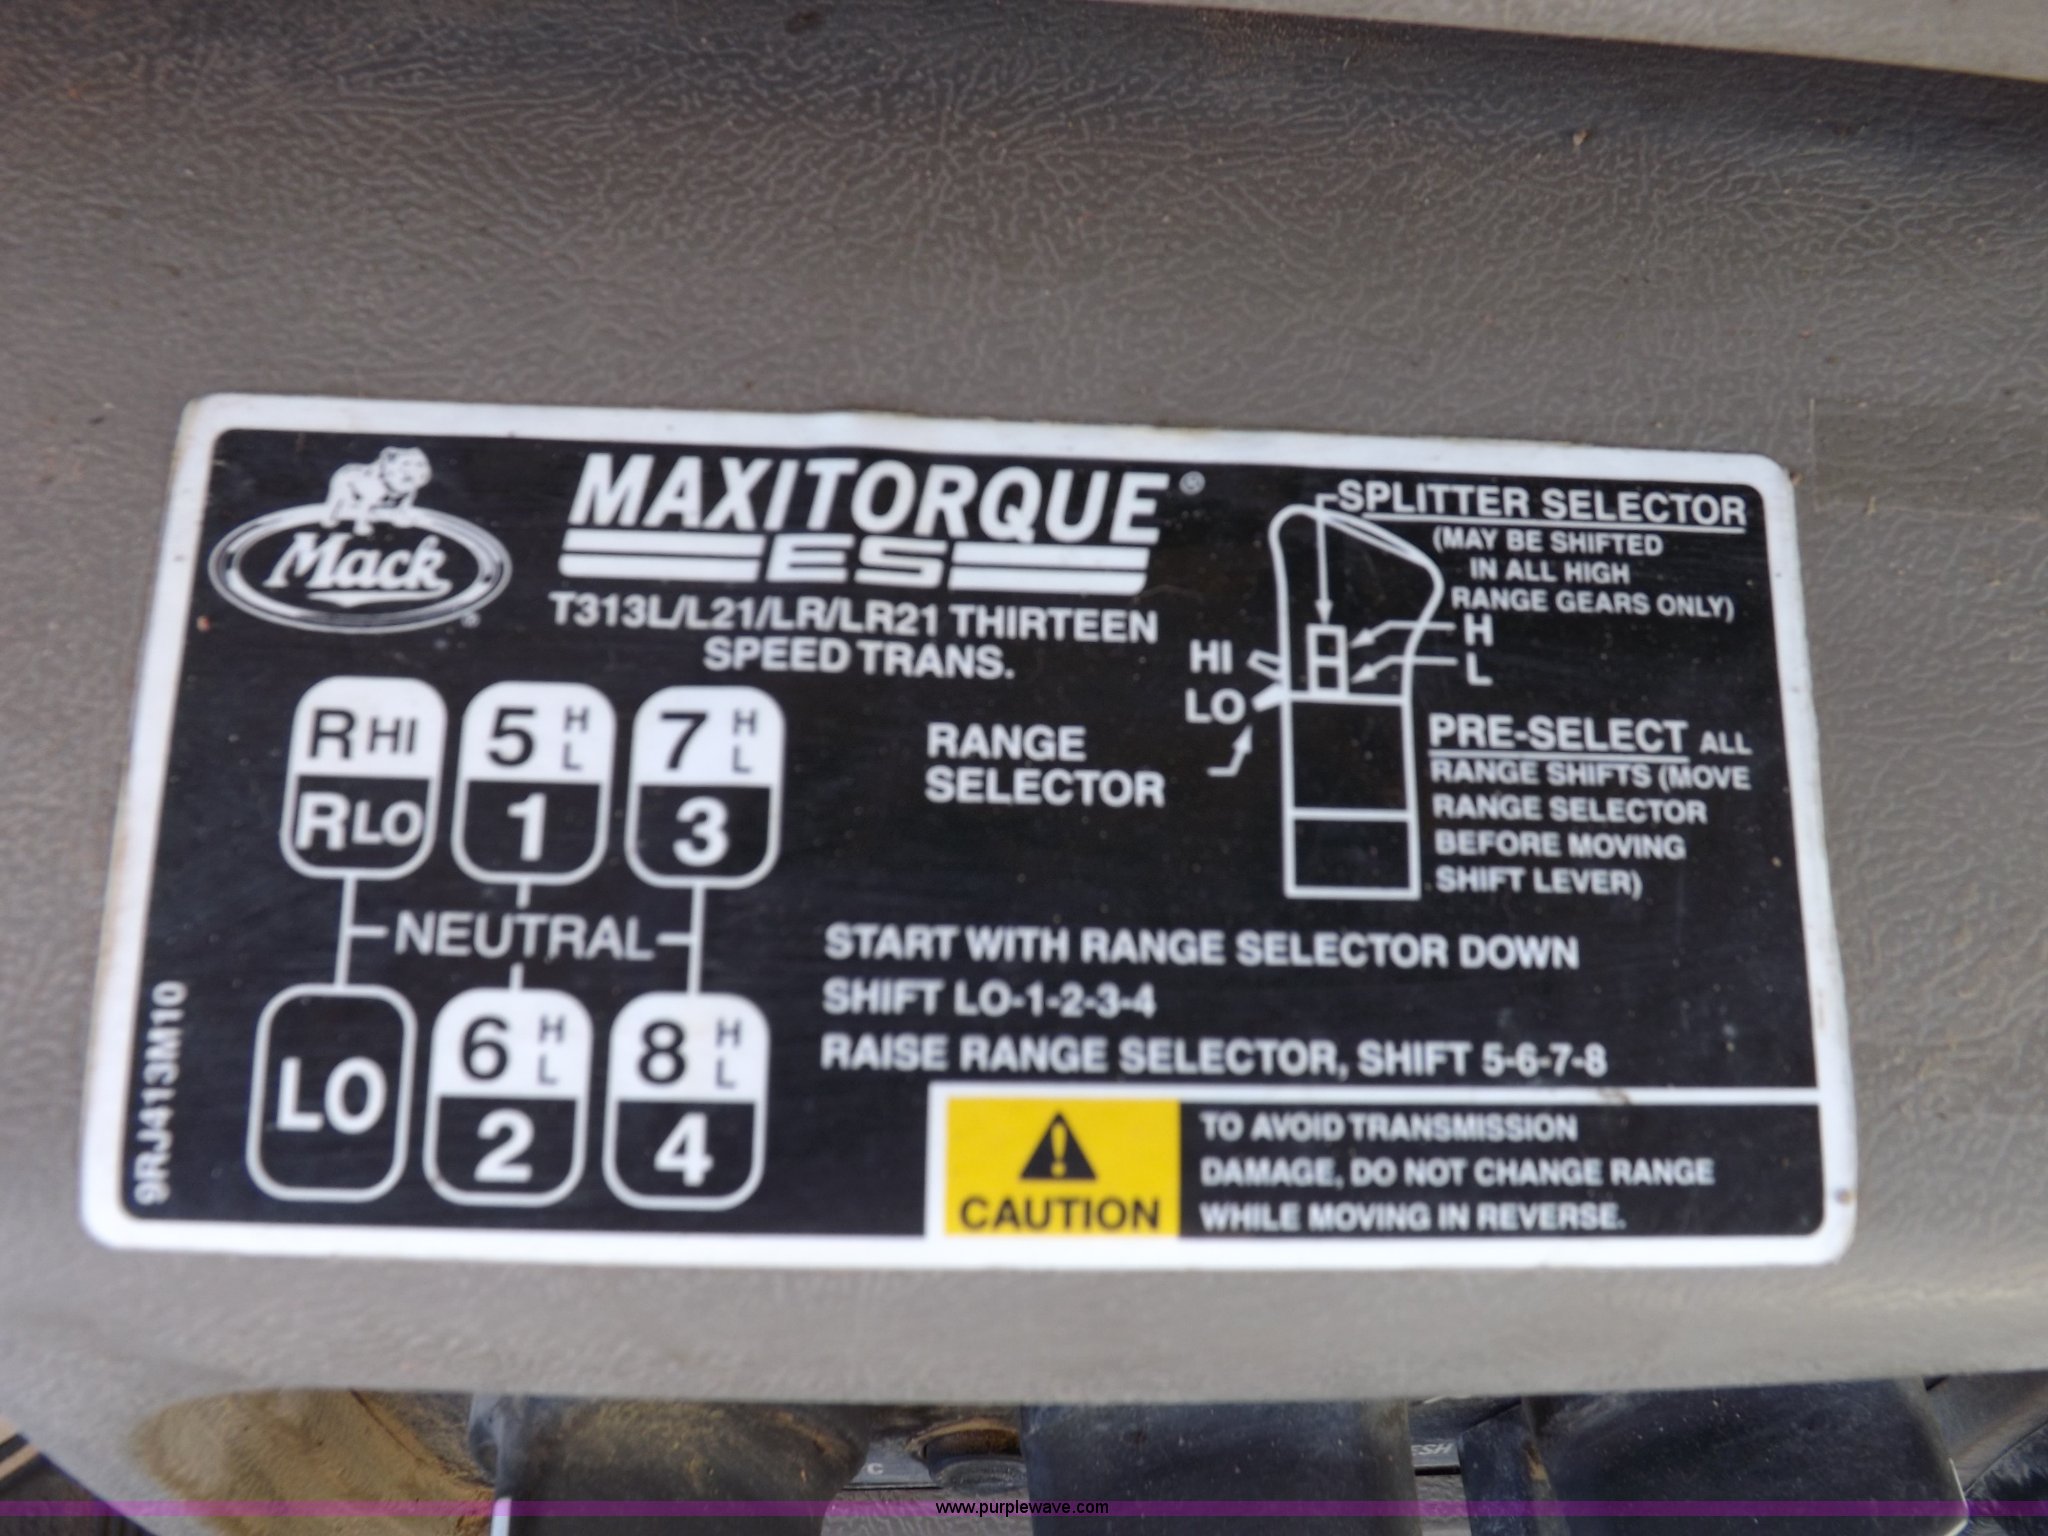 Mack®
MAXITORQUE®
ES
T313L/L21/LR/LR21 THIRTEEN
SPEED TRANS.
R HI
R LO
5 H L
1
7 H L
3
NEUTRAL
LO
6 H L
2
8 H L
4
9RJ413M10
SPLITTER SELECTOR
(MAY BE SHIFTED
IN ALL HIGH
RANGE GEARS ONLY)
H
L
HI
LO
RANGE
SELECTOR
PRE-SELECT ALL
RANGE SHIFTS (MOVE
RANGE SELECTOR
BEFORE MOVING
SHIFT LEVER)
START WITH RANGE SELECTOR DOWN
SHIFT LO-1-2-3-4
RAISE RANGE SELECTOR, SHIFT 5-6-7-8
CAUTION
TO AVOID TRANSMISSION
DAMAGE, DO NOT CHANGE RANGE
WHILE MOVING IN REVERSE.
C
www.purplewave.com